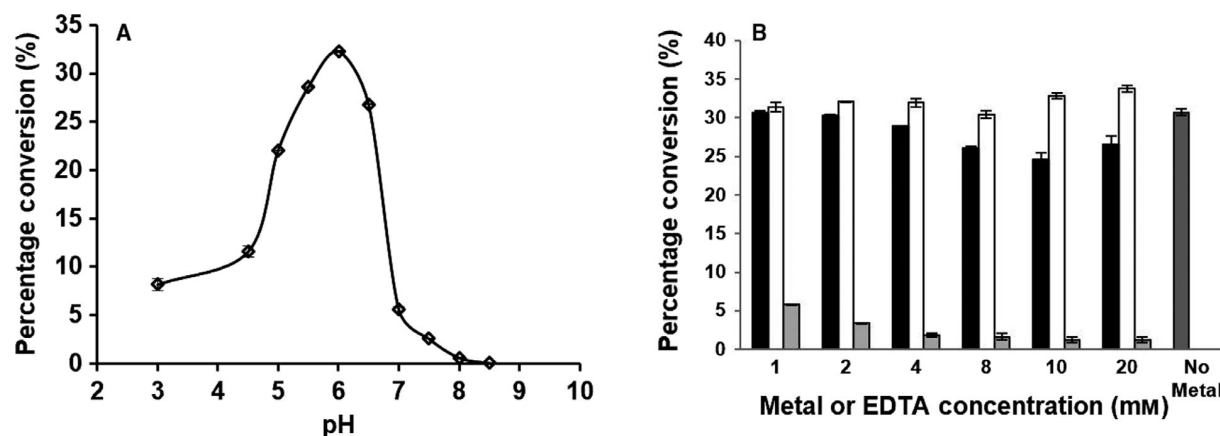 A
Percentage conversion (%)
35
30
25
20
15
10
5
0
2 3 4 5 6 7 8 9 10
pH
B
Percentage conversion (%)
40
35
30
25
20
15
10
5
0
1 2 4 8 10 20 No
Metal
Metal or EDTA concentration (mM)